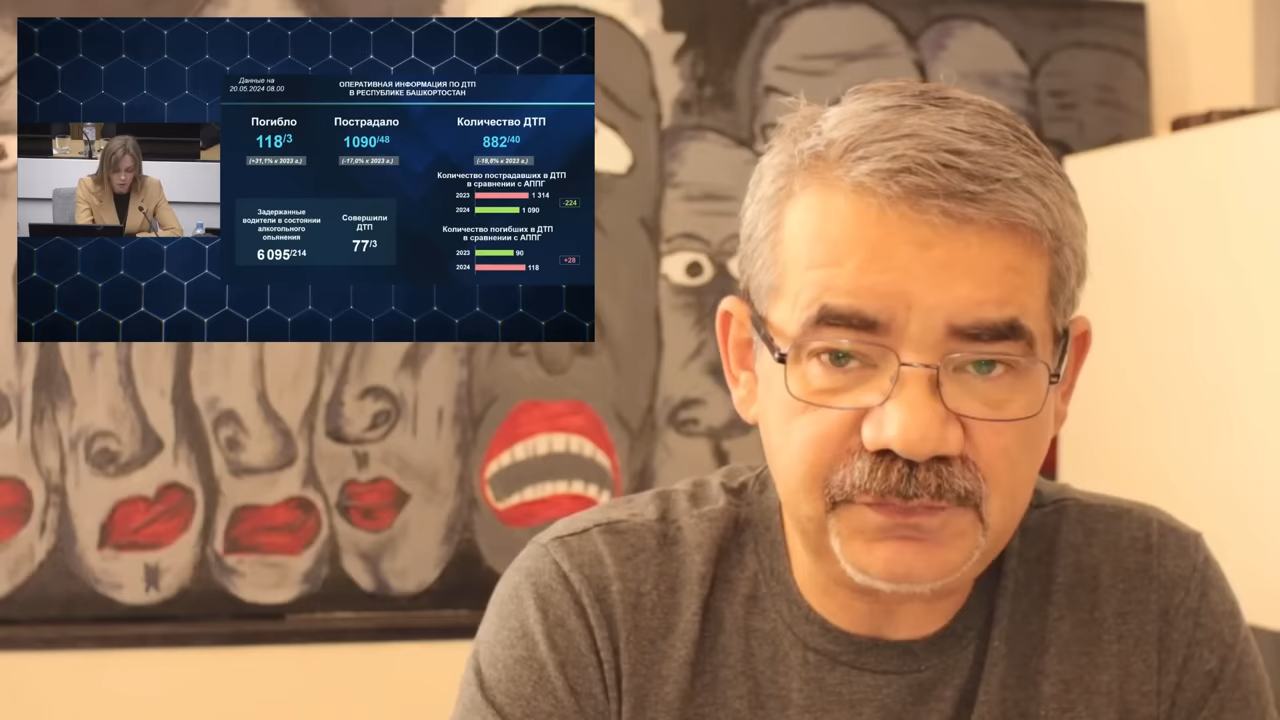 Данные на
20.05.2024 08.00
ОПЕРАТИВНАЯ ИНФОРМАЦИЯ ПО ДТП
В РЕСПУБЛИКЕ БАШКОРТОСТАН
Погибло
118/3
(+31,1% к 2023 г.)
Пострадало
1090/48
(-17,0% к 2023 г.)
Количество ДТП
882/40
(-18,6% к 2023 г.)
Количество пострадавших в ДТП
в сравнении с АППГ
2023 1 314
2024 1 090
-224
Задержанные
водители в состоянии
алкогольного
опьянения
6 095/214
Совершили
ДТП
77/3
Количество погибших в ДТП
в сравнении с АППГ
2023 90
2024 118
+28